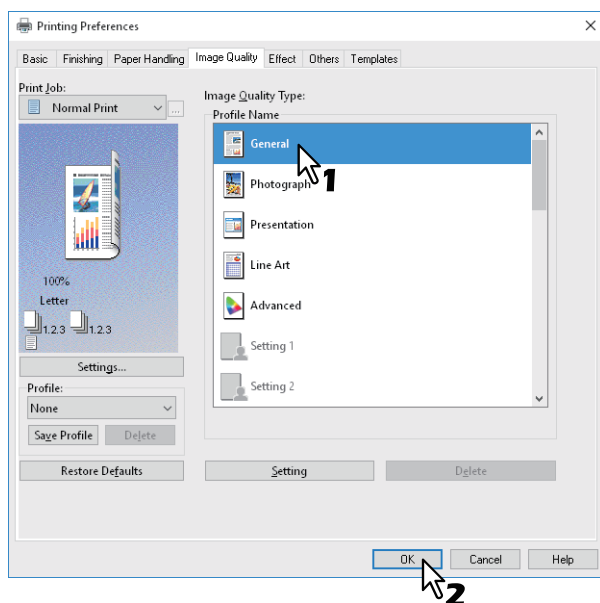 Printing Preferences
Basic Finishing Paper Handling Image Quality Effect Others Templates
Print Job:
Normal Print
...
100%
Letter
1.2.3 1.2.3
Settings...
Profile:
None
Save Profile Delete
Restore Defaults
Image Quality Type:
Profile Name
General
1
Photograph
Presentation
Line Art
Advanced
Setting 1
Setting 2
Setting Delete
OK Cancel Help
2